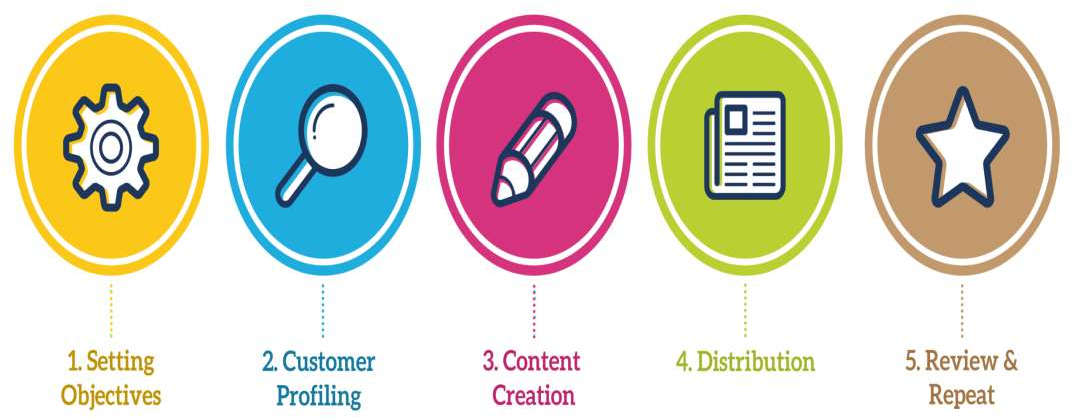 1. Setting
Objectives
2. Customer
Profiling
3. Content
Creation
4. Distribution
5. Review &
Repeat